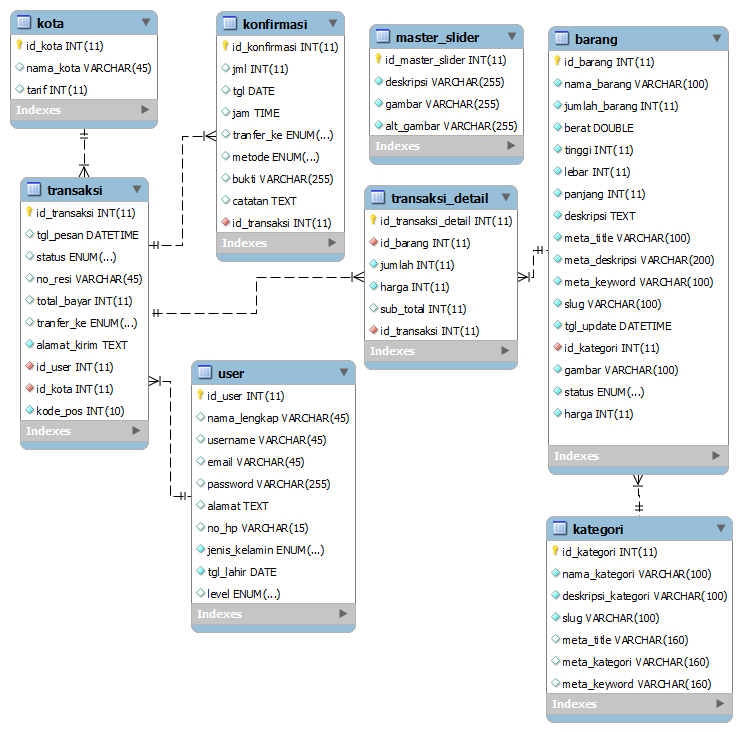 kota
id_kota INT(11)
nama_kota VARCHAR(45)
tarif INT(11)
Indexes
konfirmasi
id_konfirmasi INT(11)
jml INT(11)
tgl DATE
jam TIME
tranfer_ke ENUM(...)
metode ENUM(...)
bukti VARCHAR(255)
catatan TEXT
id_transaksi INT(11)
Indexes
master_slider
id_master_slider INT(11)
deskripsi VARCHAR(255)
gambar VARCHAR(255)
alt_gambar VARCHAR(255)
Indexes
barang
id_barang INT(11)
nama_barang VARCHAR(100)
jumlah_barang INT(11)
berat DOUBLE
tinggi INT(11)
lebar INT(11)
panjang INT(11)
deskripsi TEXT
meta_title VARCHAR(100)
meta_deskripsi VARCHAR(200)
meta_keyword VARCHAR(100)
slug VARCHAR(100)
tgl_update DATETIME
id_kategori INT(11)
gambar VARCHAR(100)
status ENUM(...)
harga INT(11)
Indexes
transaksi
id_transaksi INT(11)
tgl_pesan DATETIME
status ENUM(...)
no_resi VARCHAR(45)
total_bayar INT(11)
tranfer_ke ENUM(...)
alamat_kirim TEXT
id_user INT(11)
id_kota INT(11)
kode_pos INT(10)
Indexes
transaksi_detail
id_transaksi_detail INT(11)
id_barang INT(11)
jumlah INT(11)
harga INT(11)
sub_total INT(11)
id_transaksi INT(11)
Indexes
user
id_user INT(11)
nama_lengkap VARCHAR(45)
username VARCHAR(45)
email VARCHAR(45)
password VARCHAR(255)
alamat TEXT
no_hp VARCHAR(15)
jenis_kelamin ENUM(...)
tgl_lahir DATE
level ENUM(...)
Indexes
kategori
id_kategori INT(11)
nama_kategori VARCHAR(100)
deskripsi_kategori VARCHAR(100)
slug VARCHAR(100)
meta_title VARCHAR(160)
meta_kategori VARCHAR(160)
meta_keyword VARCHAR(160)
Indexes